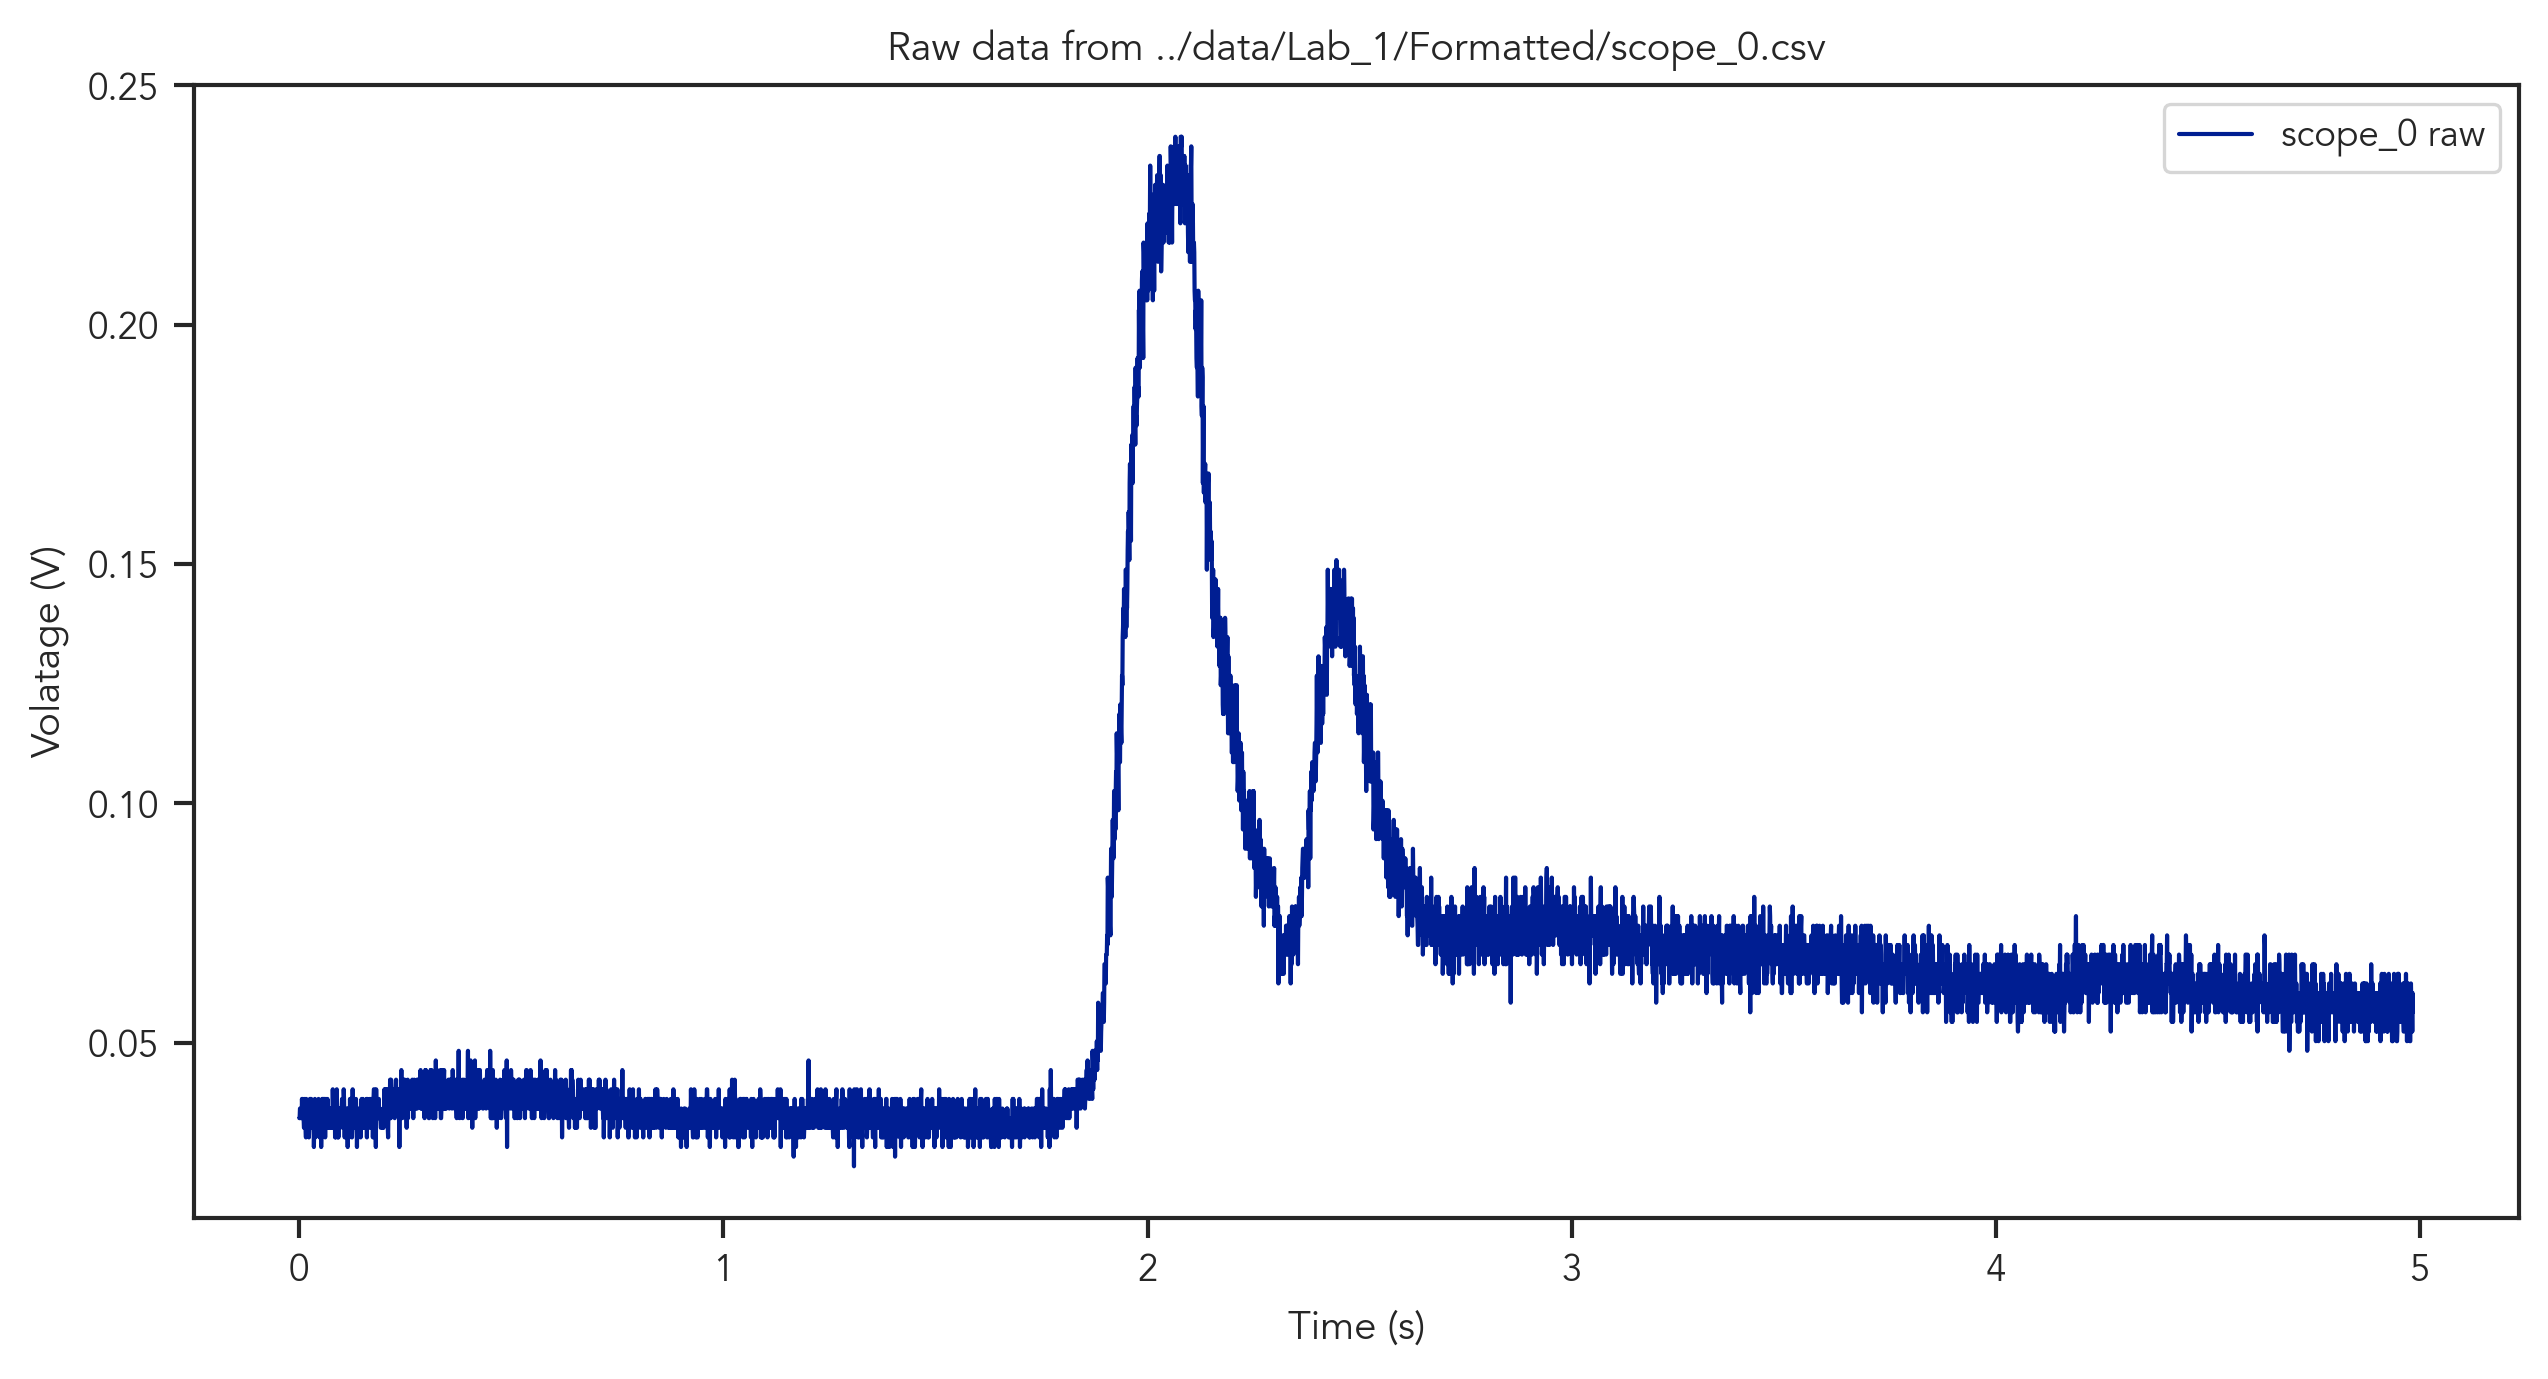 Raw data from ../data/Lab_1/Formatted/scope_0.csv
scope_0 raw
Volatage (V)
0.25
0.20
0.15
0.10
0.05
0 1 2 3 4 5
Time (s)